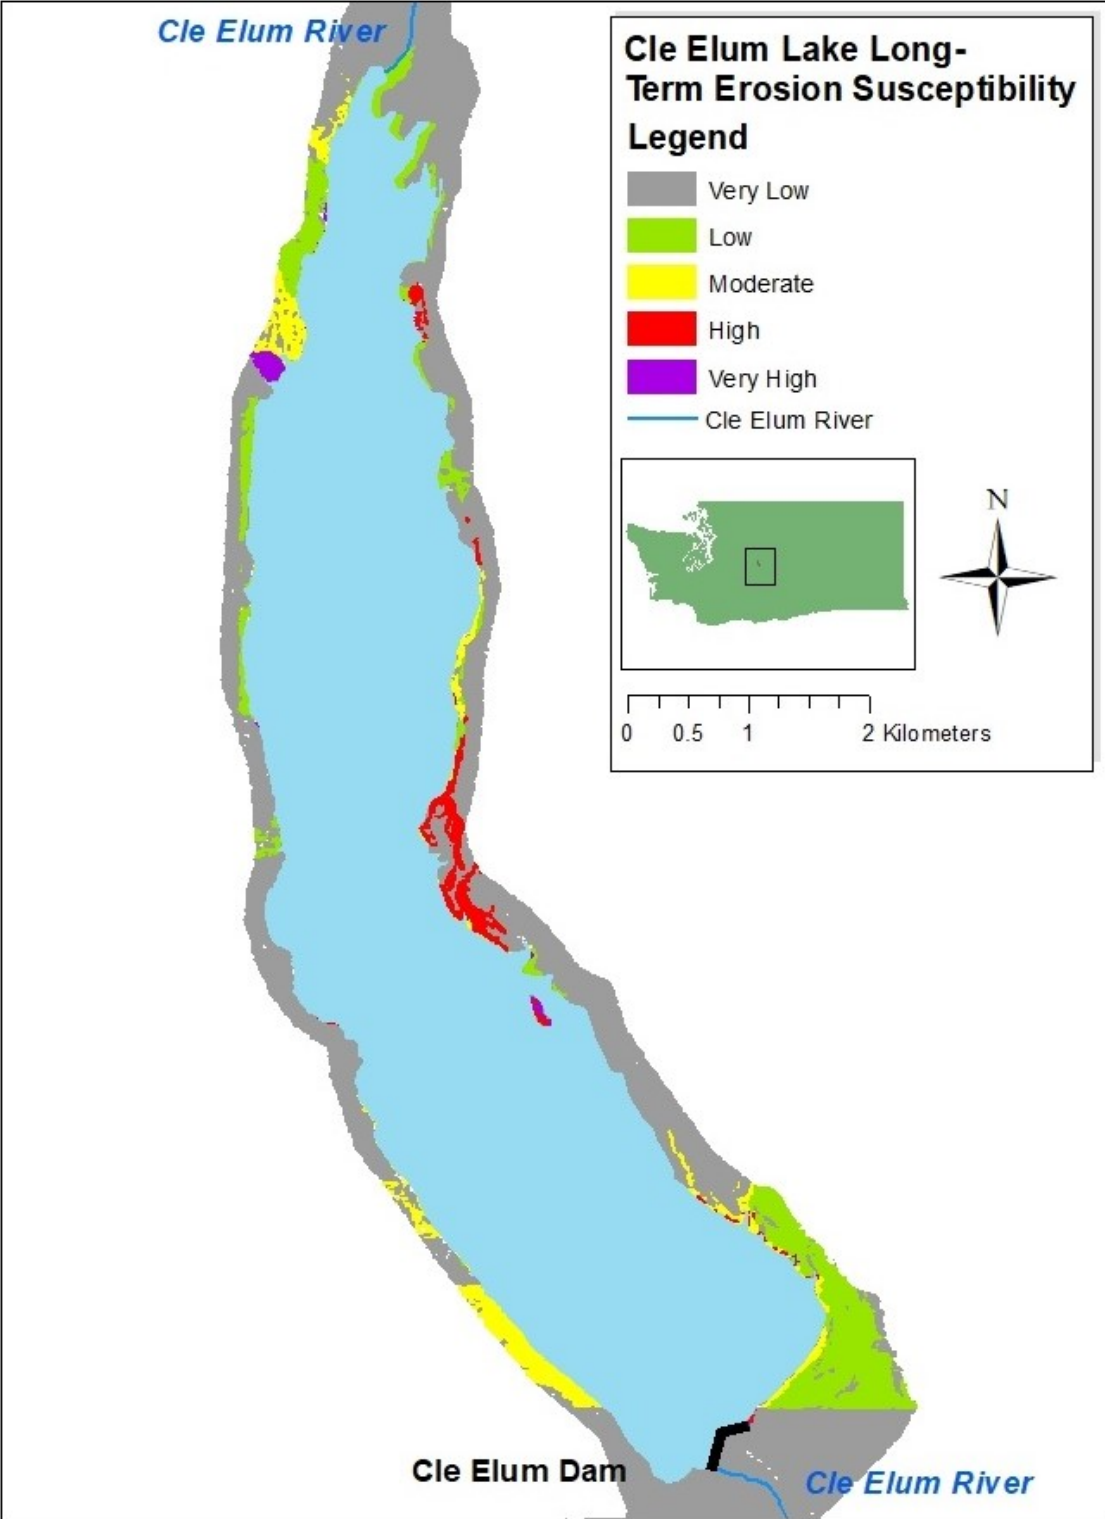 Cle Elum River
Cle Elum Lake Long-
Term Erosion Susceptibility
Legend
Very Low
Low
Moderate
High
Very High
Cle Elum River
N
0 0.5 1 2 Kilometers
Cle Elum Dam
Cle Elum River